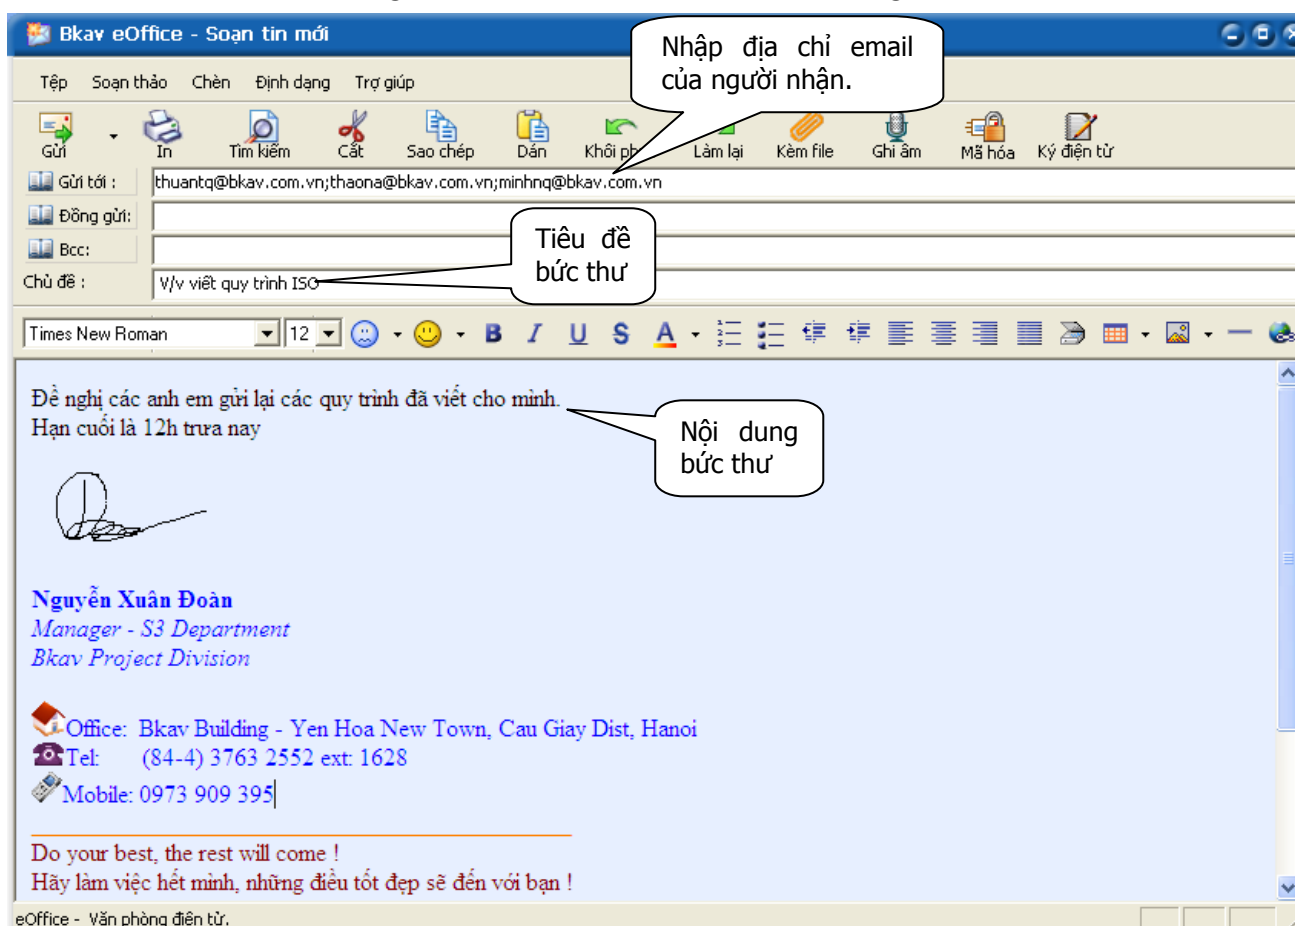 Bkav eOffice - Soạn tin mới
Nhập địa chỉ email
của người nhận.
Tệp Soạn thảo Chèn Định dạng Trợ giúp
Gửi In Tìm kiếm Cắt Sao chép Dán Khôi ph Làm lại Kèm file Ghi âm Mã hóa Ký điện tử
Gửi tới : thuantq@bkav.com.vn;thaona@bkav.com.vn;minhnq@bkav.com.vn
Đồng gửi:
Bcc:
Tiêu đề
bức thư
Chủ đề : V/v viết quy trình ISO
Times New Roman 12 B I U S A
Đề nghị các anh em gửi lại các quy trình đã viết cho mình.
Hạn cuối là 12h trưa nay
Nội dung
bức thư
Nguyễn Xuân Đoàn
Manager - S3 Department
Bkav Project Division
Office: Bkav Building - Yen Hoa New Town, Cau Giay Dist, Hanoi
Tel: (84-4) 3763 2552 ext: 1628
Mobile: 0973 909 395
Do your best, the rest will come !
Hãy làm việc hết mình, những điều tốt đẹp sẽ đến với bạn !
eOffice - Văn phòng điện tử.